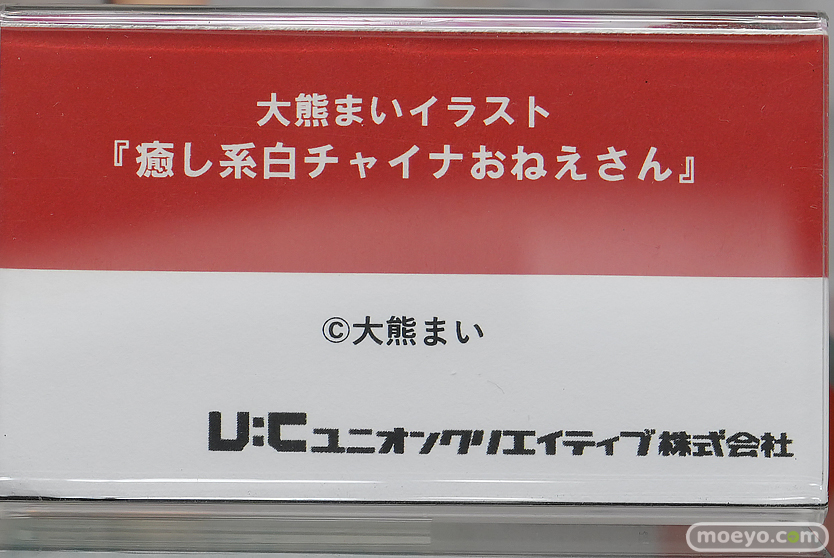 大熊まいイラスト
『癒し系白チャイナおねえさん』
©大熊まい
U:C ユニオンクリエイティブ株式会社
moeyo.com